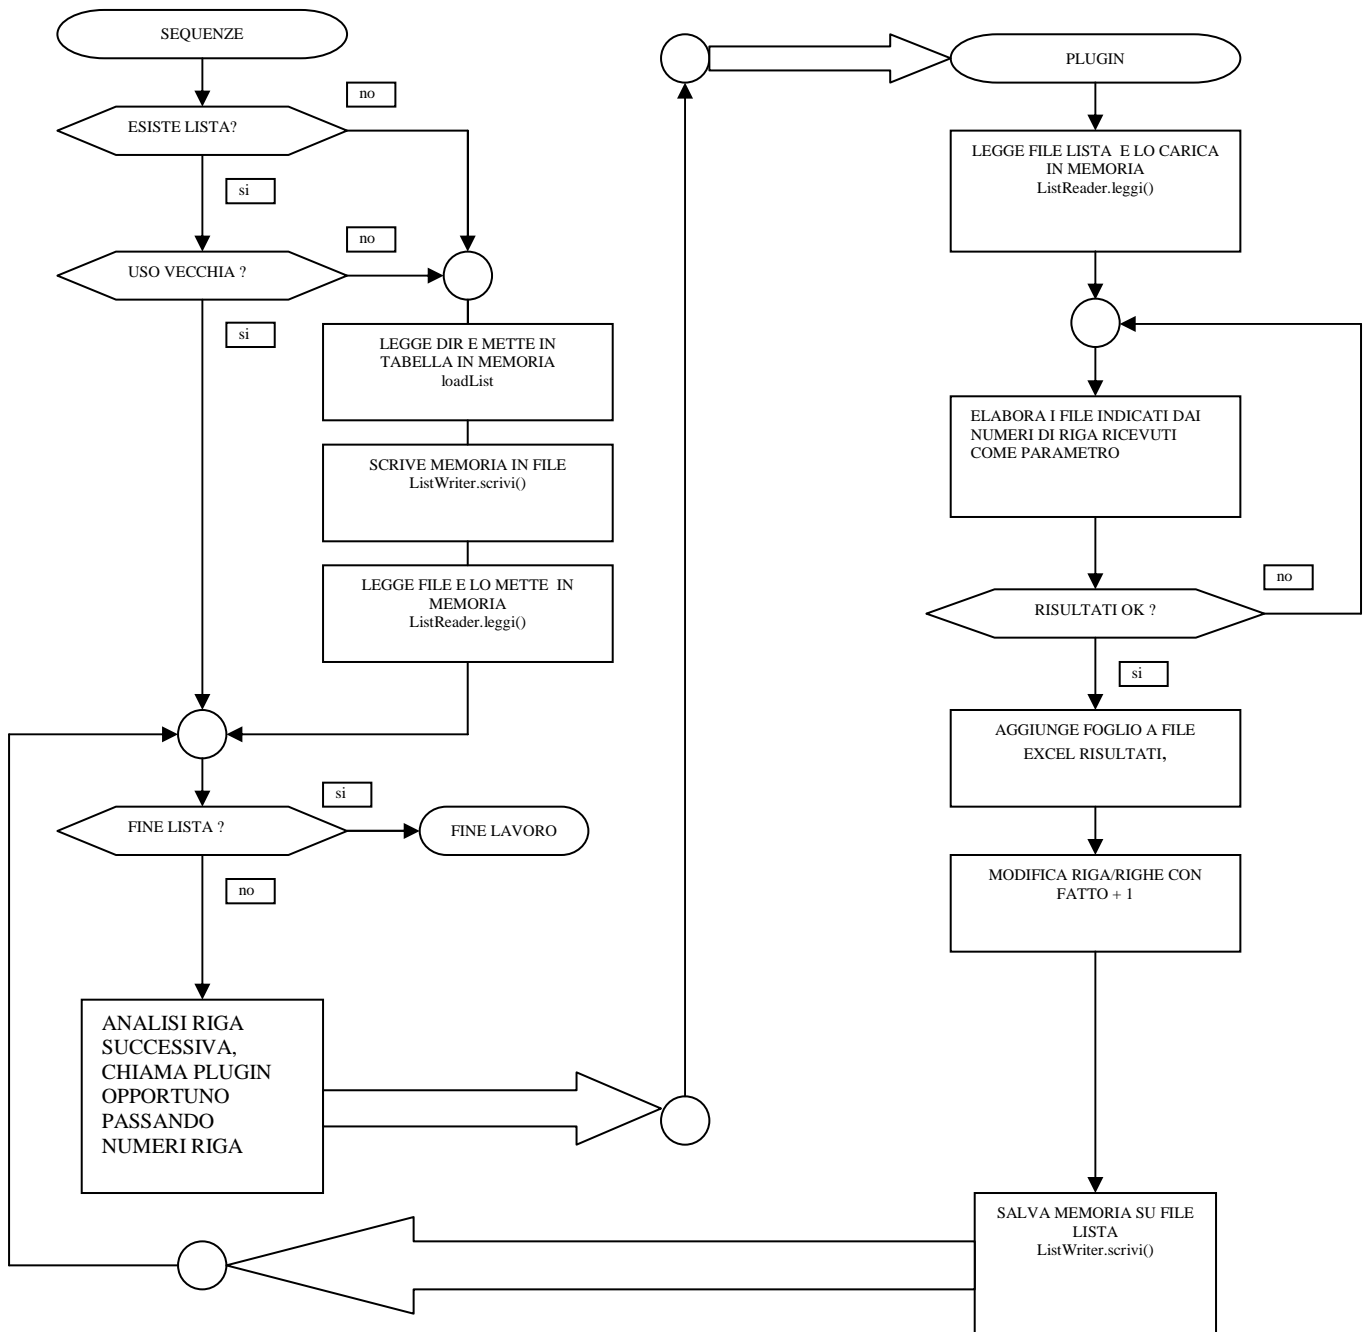 SEQUENZE
no
ESISTE LISTA?
si
no
USO VECCHIA ?
si
LEGGE DIR E METTE IN
TABELLA IN MEMORIA
loadList
SCRIVE MEMORIA IN FILE
ListWriter.scrivi()
LEGGE FILE E LO METTE IN
MEMORIA
ListReader.leggi()
si
FINE LISTA ?
FINE LAVORO
no
ANALISI RIGA
SUCCESSIVA,
CHIAMA PLUGIN
OPPORTUNO
PASSANDO
NUMERI RIGA
PLUGIN
LEGGE FILE LISTA E LO CARICA
IN MEMORIA
ListReader.leggi()
ELABORA I FILE INDICATI DAI
NUMERI DI RIGA RICEVUTI
COME PARAMETRO
no
RISULTATI OK ?
si
AGGIUNGE FOGLIO A FILE
EXCEL RISULTATI,
MODIFICA RIGA/RIGHE CON
FATTO + 1
SALVA MEMORIA SU FILE
LISTA
ListWriter.scrivi()